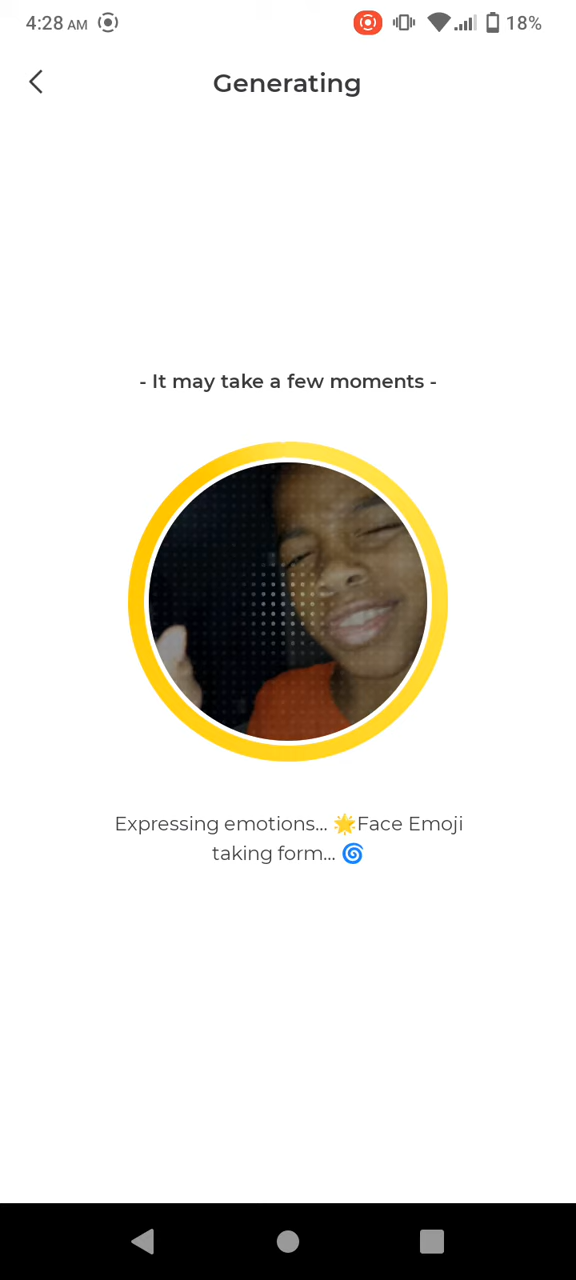 4:28 AM
18%
Generating
- It may take a few moments -
Expressing emotions... 🌟Face Emoji
taking form... 🌀